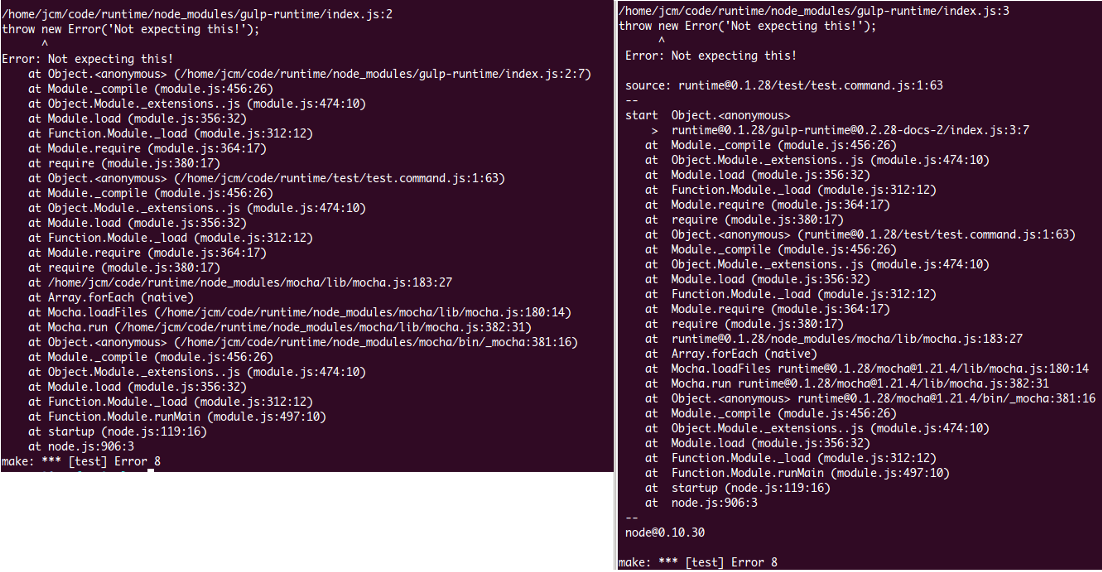 /home/jcm/code/runtime/node_modules/gulp-runtime/index.js:2
throw new Error('Not expecting this!');
^
Error: Not expecting this!
at Object.<anonymous> (/home/jcm/code/runtime/node_modules/gulp-runtime/index.js:2:7)
at Module._compile (module.js:456:26)
at Object.Module._extensions..js (module.js:474:10)
at Module.load (module.js:356:32)
at Function.Module._load (module.js:312:12)
at Module.require (module.js:364:17)
at require (module.js:380:17)
at Object.<anonymous> (/home/jcm/code/runtime/test/test.command.js:1:63)
at Module._compile (module.js:456:26)
at Object.Module._extensions..js (module.js:474:10)
at Module.load (module.js:356:32)
at Function.Module._load (module.js:312:12)
at Module.require (module.js:364:17)
at require (module.js:380:17)
at /home/jcm/code/runtime/node_modules/mocha/lib/mocha.js:183:27
at Array.forEach (native)
at Mocha.loadFiles (/home/jcm/code/runtime/node_modules/mocha/lib/mocha.js:180:14)
at Mocha.run (/home/jcm/code/runtime/node_modules/mocha/lib/mocha.js:382:31)
at Object.<anonymous> (/home/jcm/code/runtime/node_modules/mocha/bin/_mocha:381:16)
at Module._compile (module.js:456:26)
at Object.Module._extensions..js (module.js:474:10)
at Module.load (module.js:356:32)
at Function.Module._load (module.js:312:12)
at Function.Module.runMain (module.js:497:10)
at startup (node.js:119:16)
at node.js:906:3
make: *** [test] Error 8
/home/jcm/code/runtime/node_modules/gulp-runtime/index.js:3
throw new Error('Not expecting this!');
^
Error: Not expecting this!
source: runtime@0.1.28/test/test.command.js:1:63
--
start Object.<anonymous>
> runtime@0.1.28/gulp-runtime@0.2.28-docs-2/index.js:3:7
at Module._compile (module.js:456:26)
at Object.Module._extensions..js (module.js:474:10)
at Module.load (module.js:356:32)
at Function.Module._load (module.js:312:12)
at Module.require (module.js:364:17)
at require (module.js:380:17)
at Object.<anonymous> (runtime@0.1.28/test/test.command.js:1:63)
at Module._compile (module.js:456:26)
at Object.Module._extensions..js (module.js:474:10)
at Module.load (module.js:356:32)
at Function.Module._load (module.js:312:12)
at Module.require (module.js:364:17)
at require (module.js:380:17)
at runtime@0.1.28/node_modules/mocha/lib/mocha.js:183:27
at Array.forEach (native)
at Mocha.loadFiles runtime@0.1.28/mocha@1.21.4/lib/mocha.js:180:14
at Mocha.run runtime@0.1.28/mocha@1.21.4/lib/mocha.js:382:31
at Object.<anonymous> runtime@0.1.28/mocha@1.21.4/bin/_mocha:381:16
at Module._compile (module.js:456:26)
at Object.Module._extensions..js (module.js:474:10)
at Module.load (module.js:356:32)
at Function.Module._load (module.js:312:12)
at Function.Module.runMain (module.js:497:10)
at startup (node.js:119:16)
at node.js:906:3
--
node@0.10.30
make: *** [test] Error 8